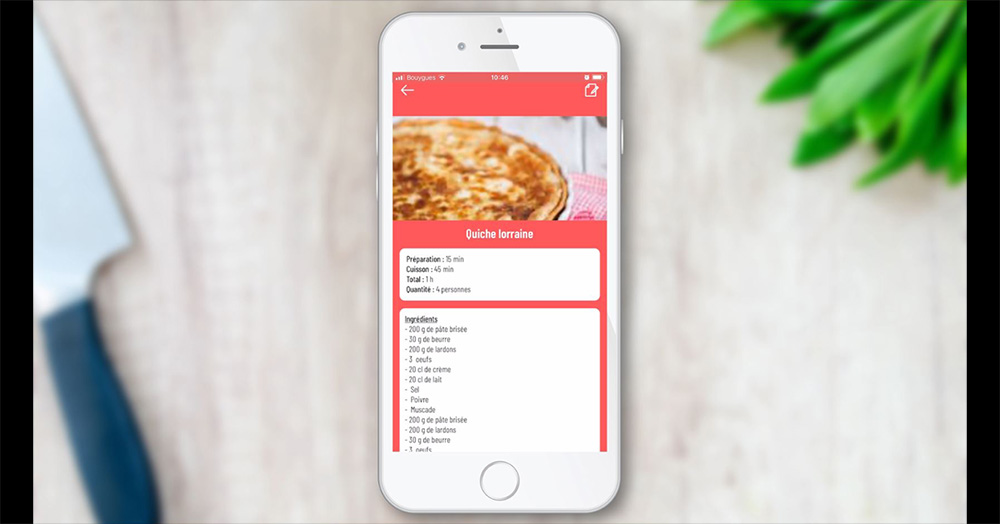 Bouygues 10:46
Quiche lorraine
Préparation : 15 min
Cuisson : 45 min
Total : 1 h
Quantité : 4 personnes
Ingrédients
- 200 g de pâte brisée
- 30 g de beurre
- 200 g de lardons
- 3 oeufs
- 20 cl de crème
- 20 cl de lait
- Sel
- Poivre
- Muscade
- 200 g de pâte brisée
- 200 g de lardons
- 30 g de beurre
- 3 oeufs